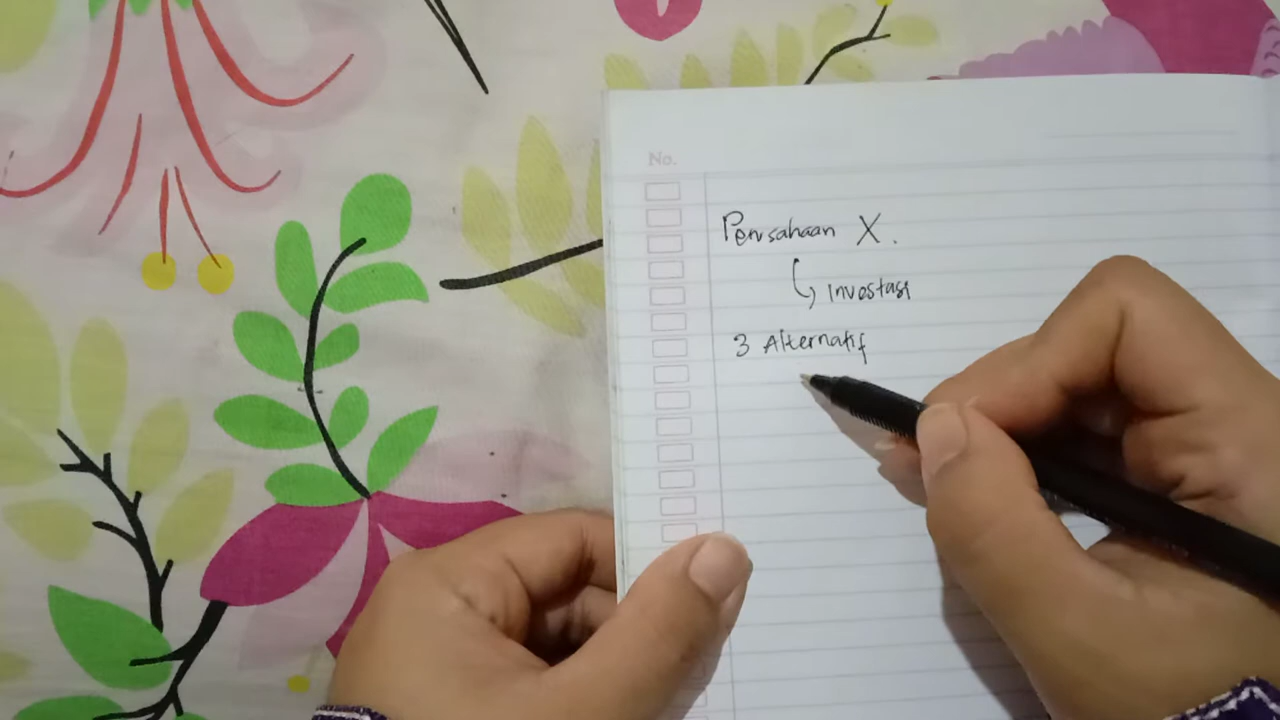 No.
Perusahaan X.
↳ Investasi
3 Alternatif